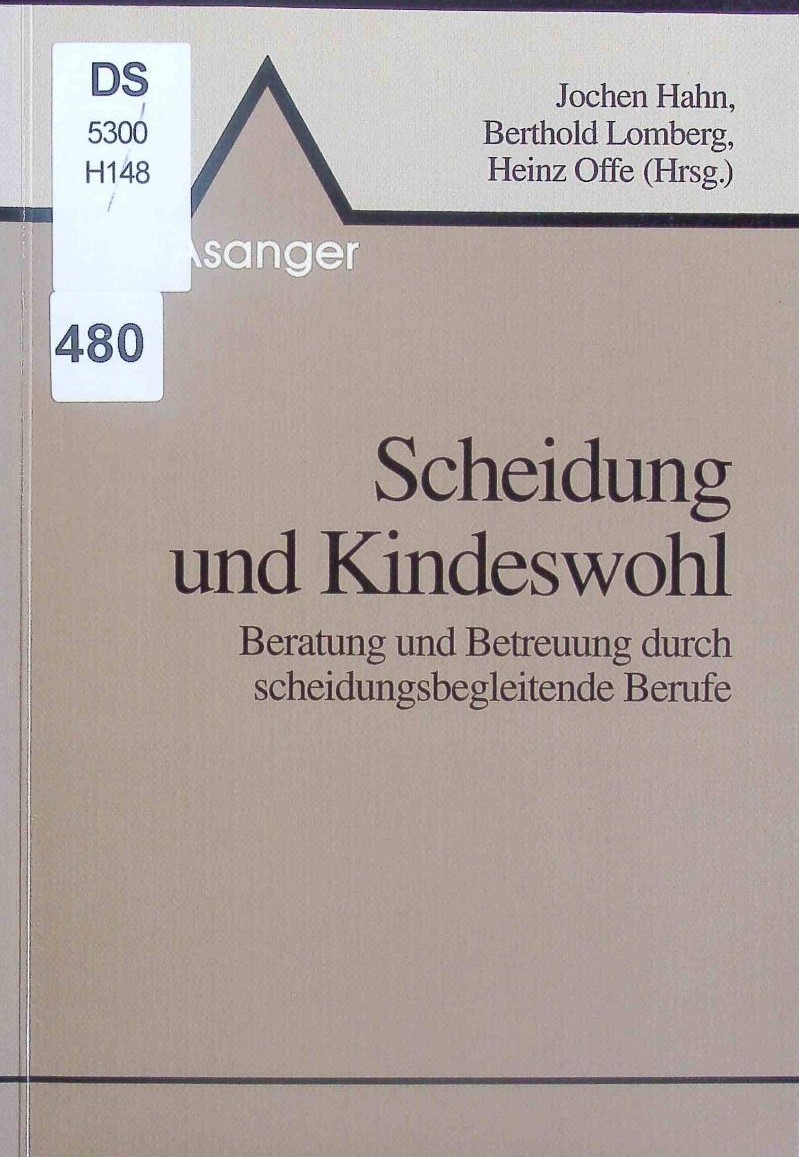 DS
5300
H148
480
Jochen Hahn,
Berthold Lomberg,
Heinz Offe (Hrsg.)
Asanger
Scheidung
und Kindeswohl
Beratung und Betreuung durch
scheidungsbegleitende Berufe